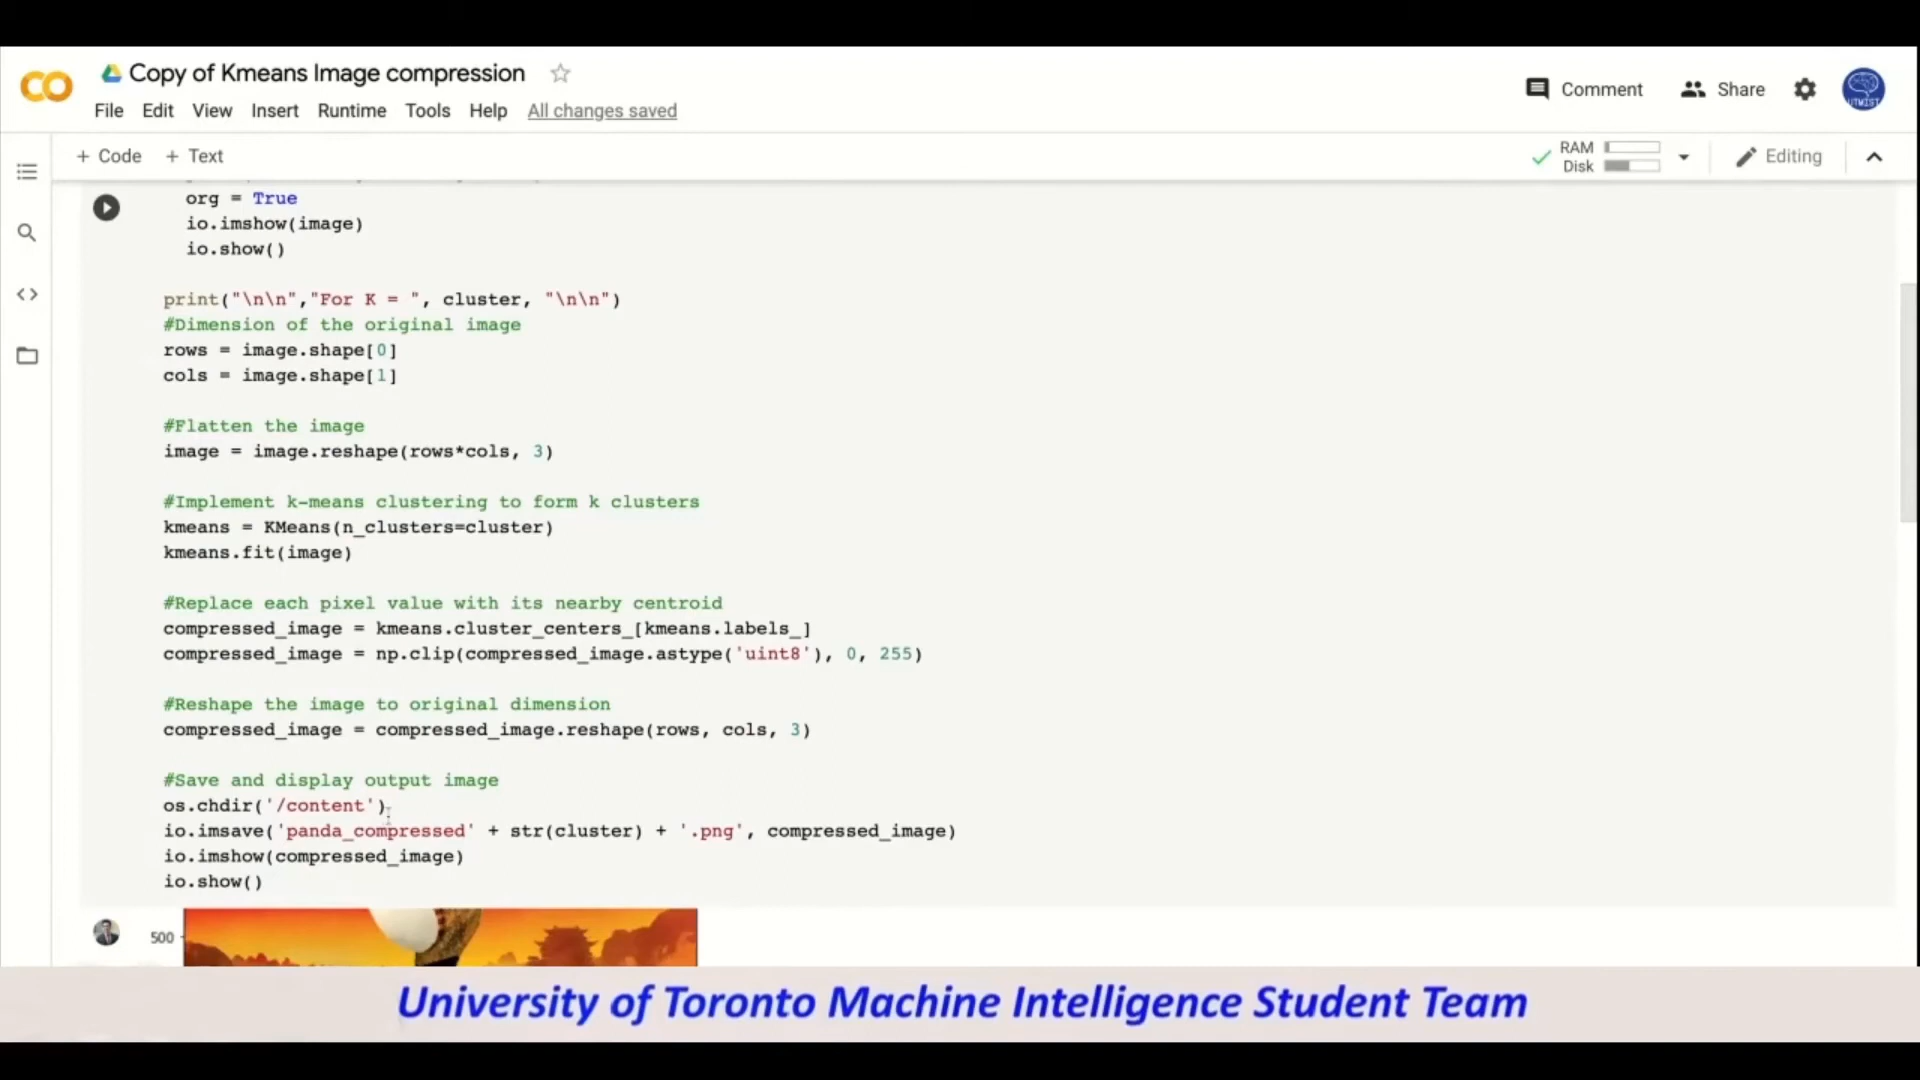 Copy of Kmeans Image compression
Comment
Share
UTMIST
File Edit View Insert Runtime Tools Help All changes saved
+ Code + Text
RAM
Disk
Editing
org = True
io.imshow(image)
io.show()
print("\n\n","For K = ", cluster, "\n\n")
#Dimension of the original image
rows = image.shape[0]
cols = image.shape[1]
#Flatten the image
image = image.reshape(rows*cols, 3)
#Implement k-means clustering to form k clusters
kmeans = KMeans(n_clusters=cluster)
kmeans.fit(image)
#Replace each pixel value with its nearby centroid
compressed_image = kmeans.cluster_centers_[kmeans.labels_]
compressed_image = np.clip(compressed_image.astype('uint8'), 0, 255)
#Reshape the image to original dimension
compressed_image = compressed_image.reshape(rows, cols, 3)
#Save and display output image
os.chdir('/content')
io.imsave('panda_compressed' + str(cluster) + '.png', compressed_image)
io.imshow(compressed_image)
io.show()
500
University of Toronto Machine Intelligence Student Team